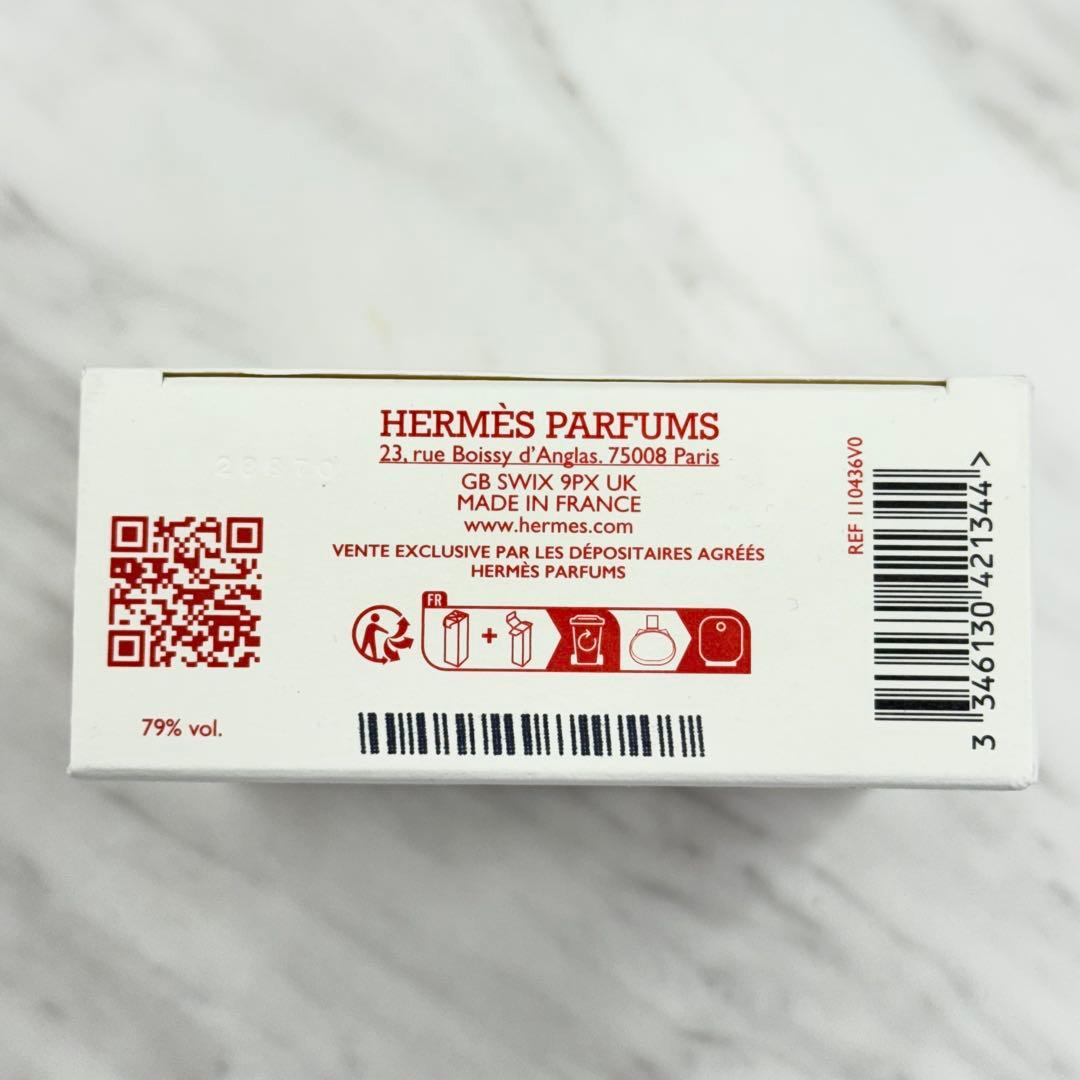 HERMÈS PARFUMS
23, rue Boissy d'Anglas. 75008 Paris
GB SWIX 9PX UK
MADE IN FRANCE
www.hermes.com
VENTE EXCLUSIVE PAR LES DÉPOSITAIRES AGRÉÉS
HERMÈS PARFUMS
FR
+
79% vol.
REF 110436V0
3 346130 421344 >